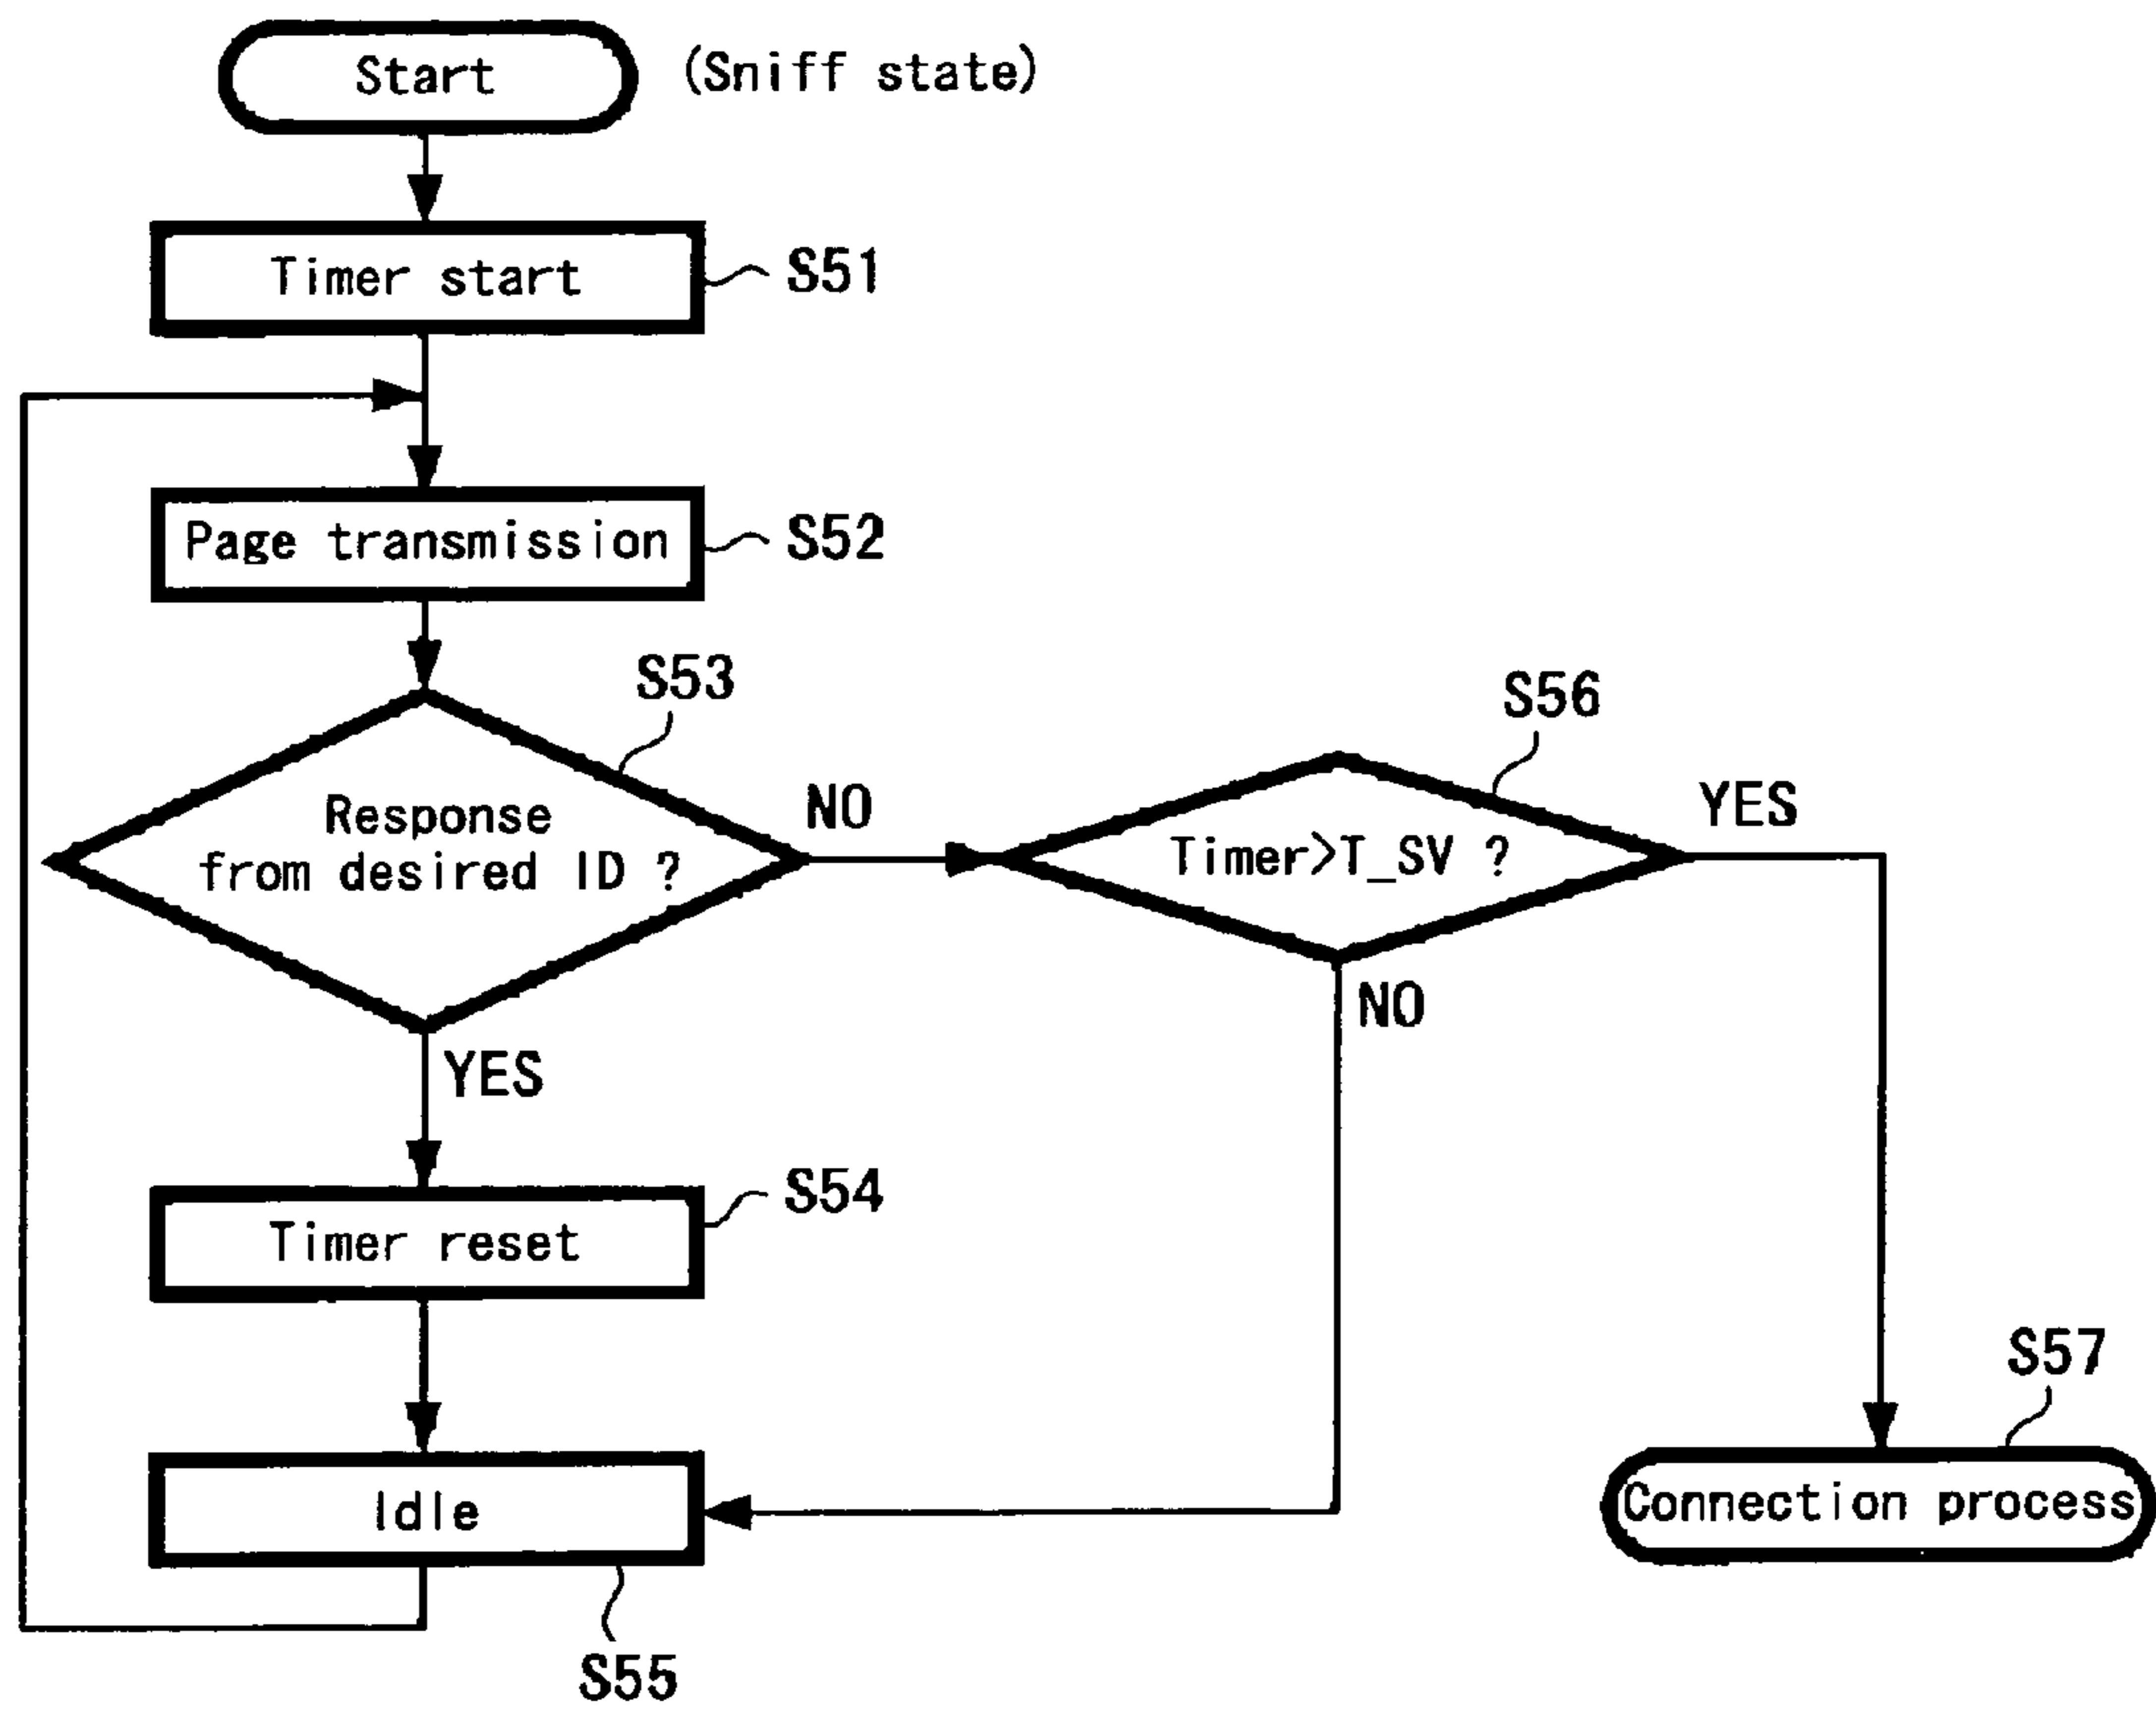 Start
(Sniff state)
Timer start
S51
Page transmission
S52
S53
Response
from desired ID ?
NO
S56
Timer>T_SV ?
YES
NO
YES
Timer reset
S54
Idle
S55
S57
Connection process